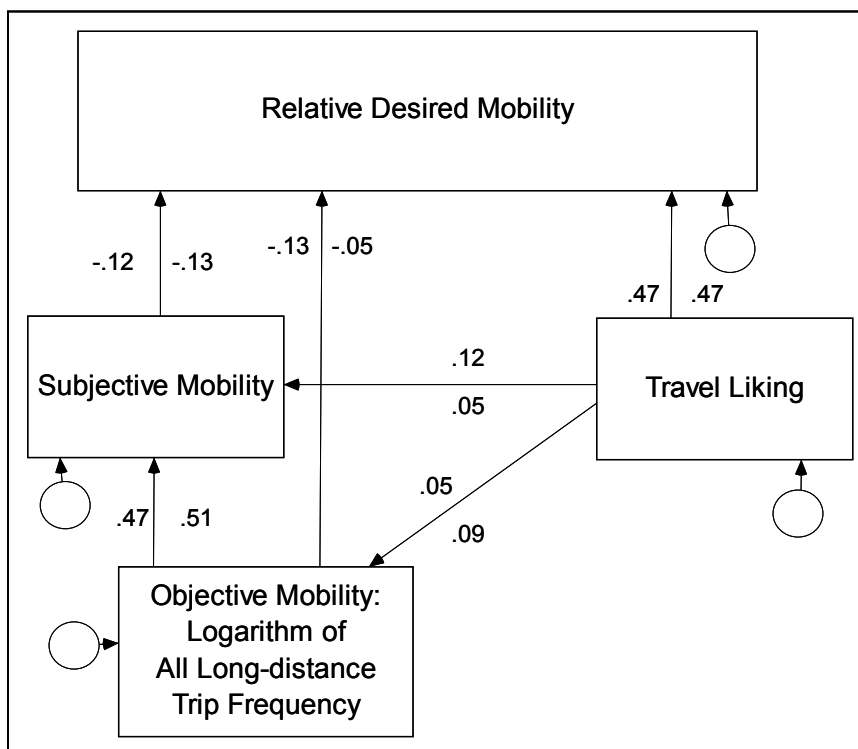 Relative Desired Mobility
-.12 -.13
-.13 -.05
.47 .47
Subjective Mobility
.12
.05
Travel Liking
.47 .51
.05
.09
Objective Mobility:
Logarithm of
All Long-distance
Trip Frequency